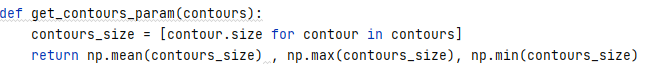 def get_contours_param(contours):
    contours_size = [contour.size for contour in contours]
    return np.mean(contours_size) , np.max(contours_size), np.min(contours_size)